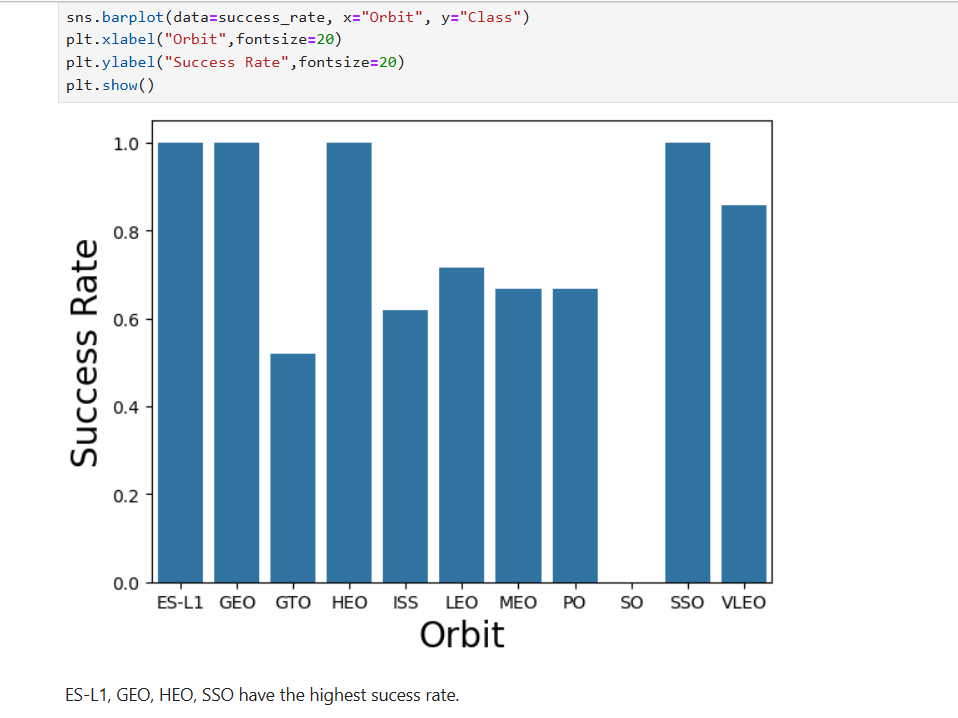 sns.barplot(data=success_rate, x="Orbit", y="Class")
plt.xlabel("Orbit",fontsize=20)
plt.ylabel("Success Rate",fontsize=20)
plt.show()
1.0
0.8
0.6
0.4
0.2
0.0
Success Rate
ES-L1 GEO GTO HEO ISS LEO MEO PO SO SSO VLEO
Orbit
ES-L1, GEO, HEO, SSO have the highest sucess rate.